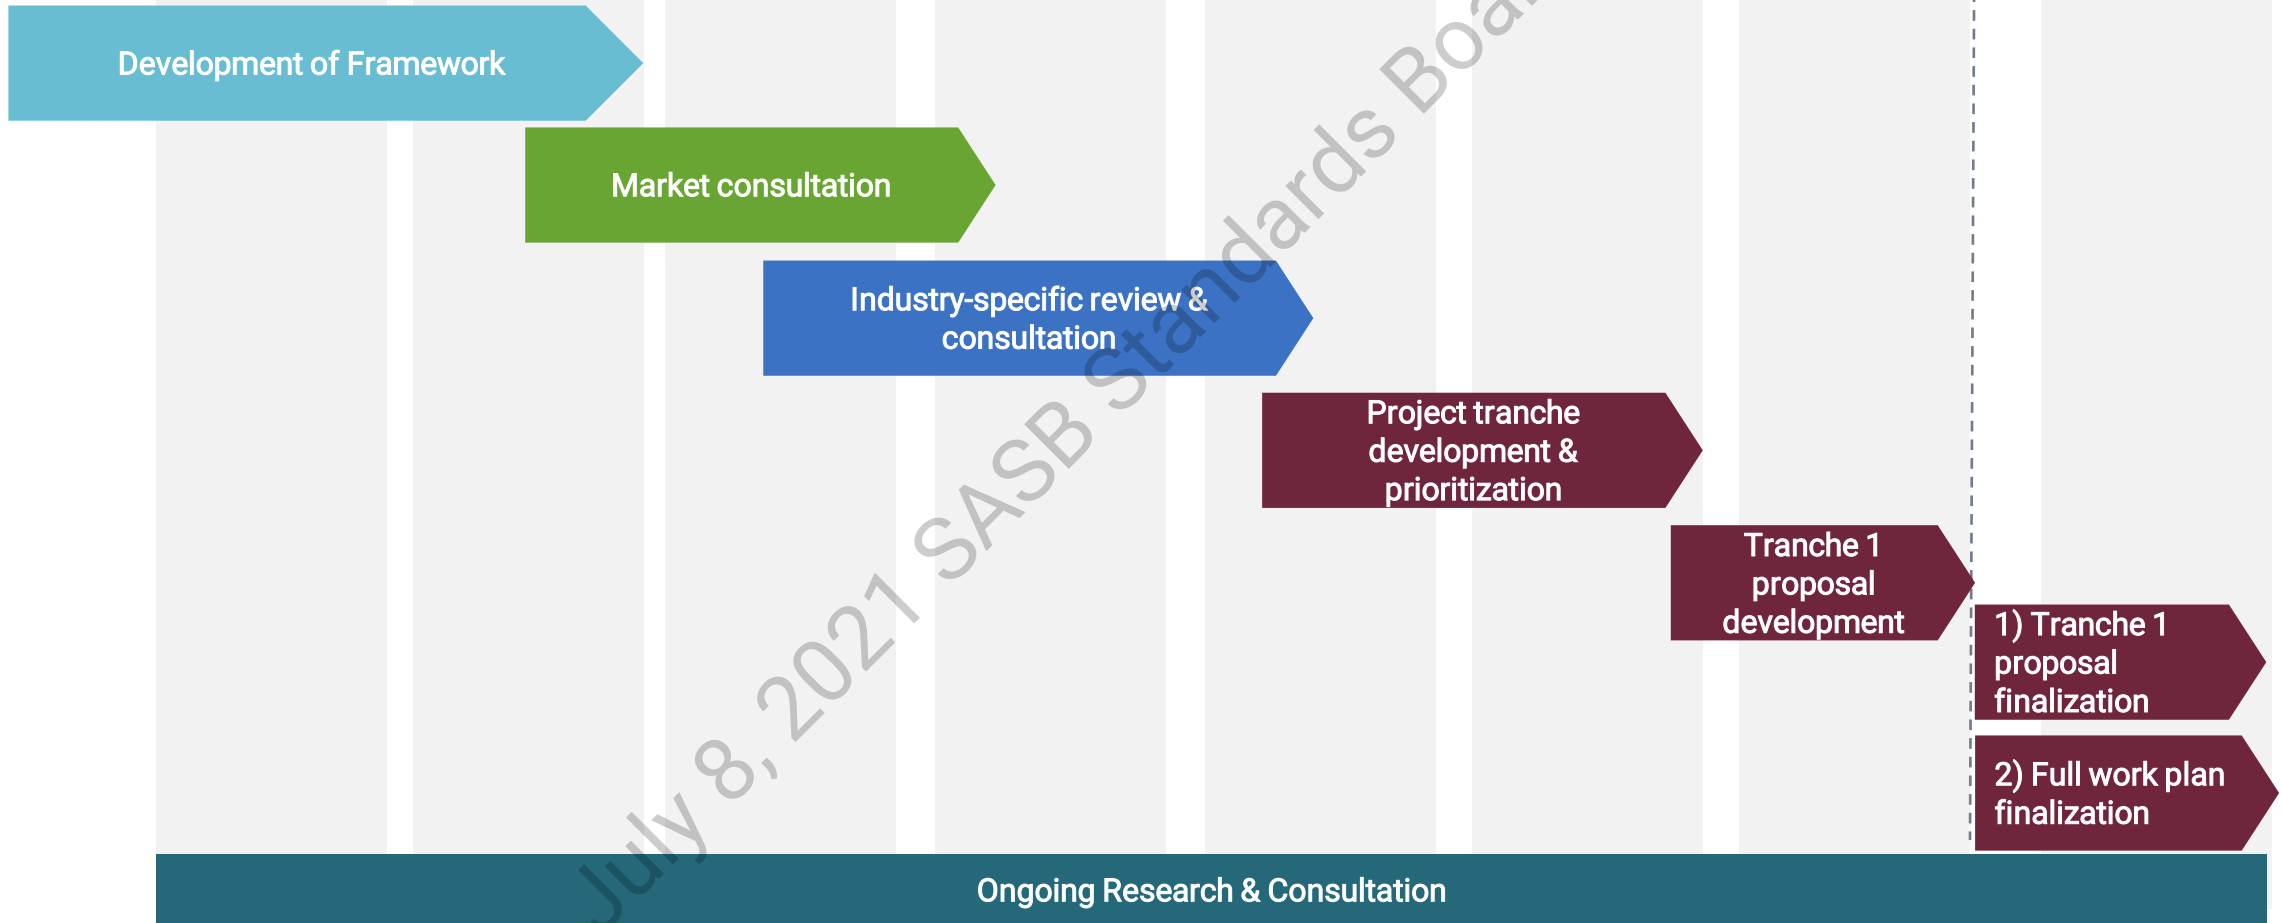 Development of Framework
Market consultation
Industry-specific review &
consultation
Project tranche
development &
prioritization
Tranche 1
proposal
development
1) Tranche 1
proposal
finalization
2) Full work plan
finalization
Ongoing Research & Consultation
July 8, 2021 SASB Standards